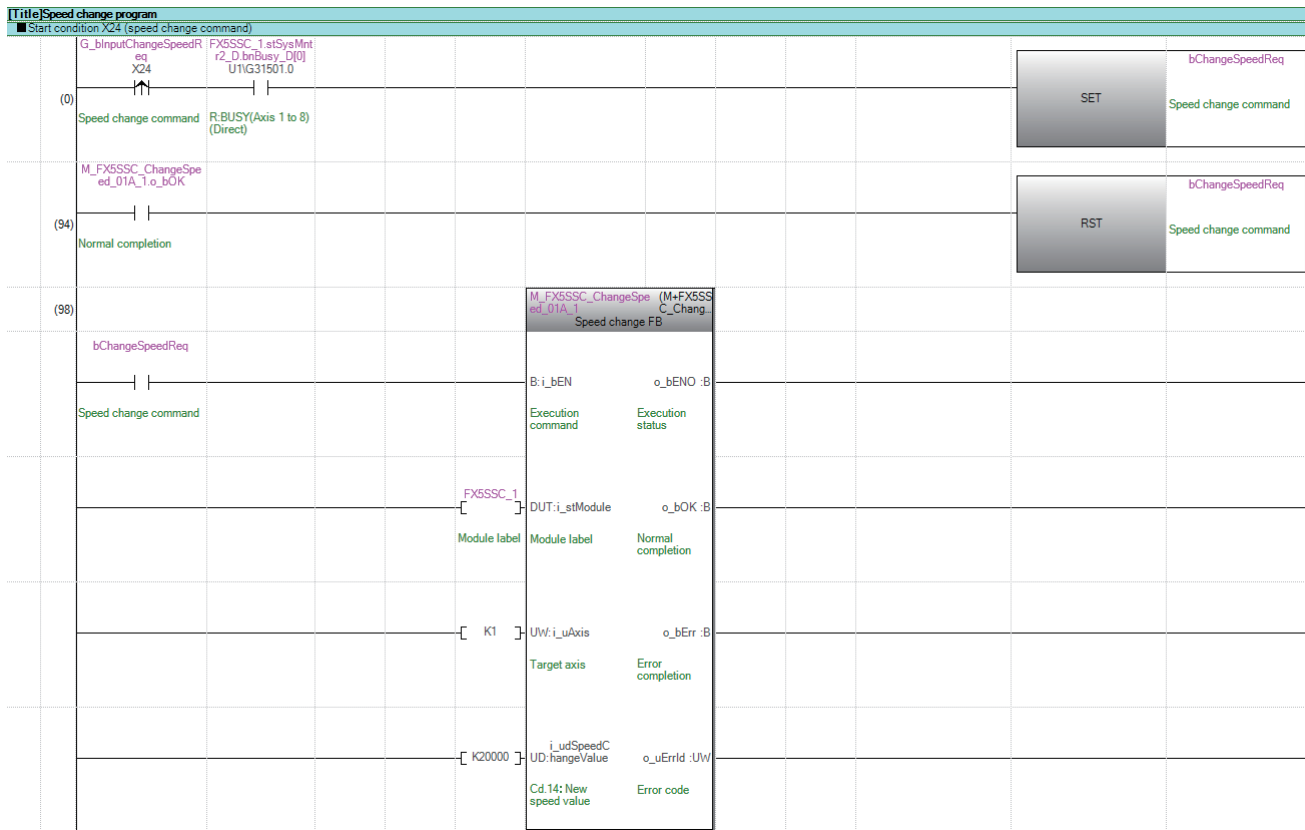 [Title]Speed change program
■Start condition X24 (speed change command)
G_bInputChangeSpeedR
eq
X24
FX5SSC_1.stSysMnt
r2_D.bnBusy_D[0]
U1\G31501.0
(0)
Speed change command
R:BUSY(Axis 1 to 8)
(Direct)
SET
bChangeSpeedReq
Speed change command
M_FX5SSC_ChangeSpe
ed_01A_1.o_bOK
(94)
Normal completion
RST
bChangeSpeedReq
Speed change command
(98)
M_FX5SSC_ChangeSpe (M+FX5SS
ed_01A_1 C_Chang...
Speed change FB
bChangeSpeedReq
Speed change command
B:i_bEN o_bENO :B
Execution
command
Execution
status
FX5SSC_1
Module label
DUT:i_stModule o_bOK :B
Module label
Normal
completion
K1
UW:i_uAxis o_bErr :B
Target axis
Error
completion
K20000
i_udSpeedC
UD:hangeValue o_uErrId :UW
Cd.14: New
speed value
Error code